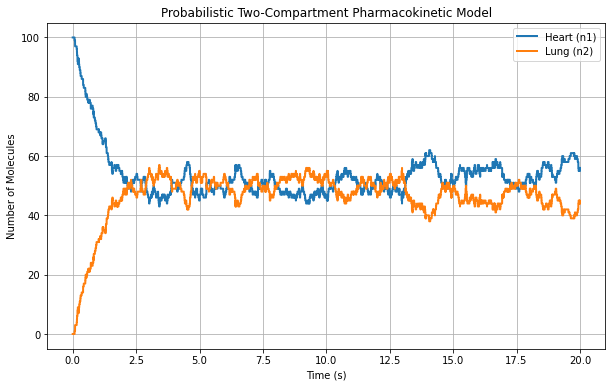 Probabilistic Two-Compartment Pharmacokinetic Model
Heart (n1)
Lung (n2)
Number of Molecules
100
80
60
40
20
0
0.0 2.5 5.0 7.5 10.0 12.5 15.0 17.5 20.0
Time (s)